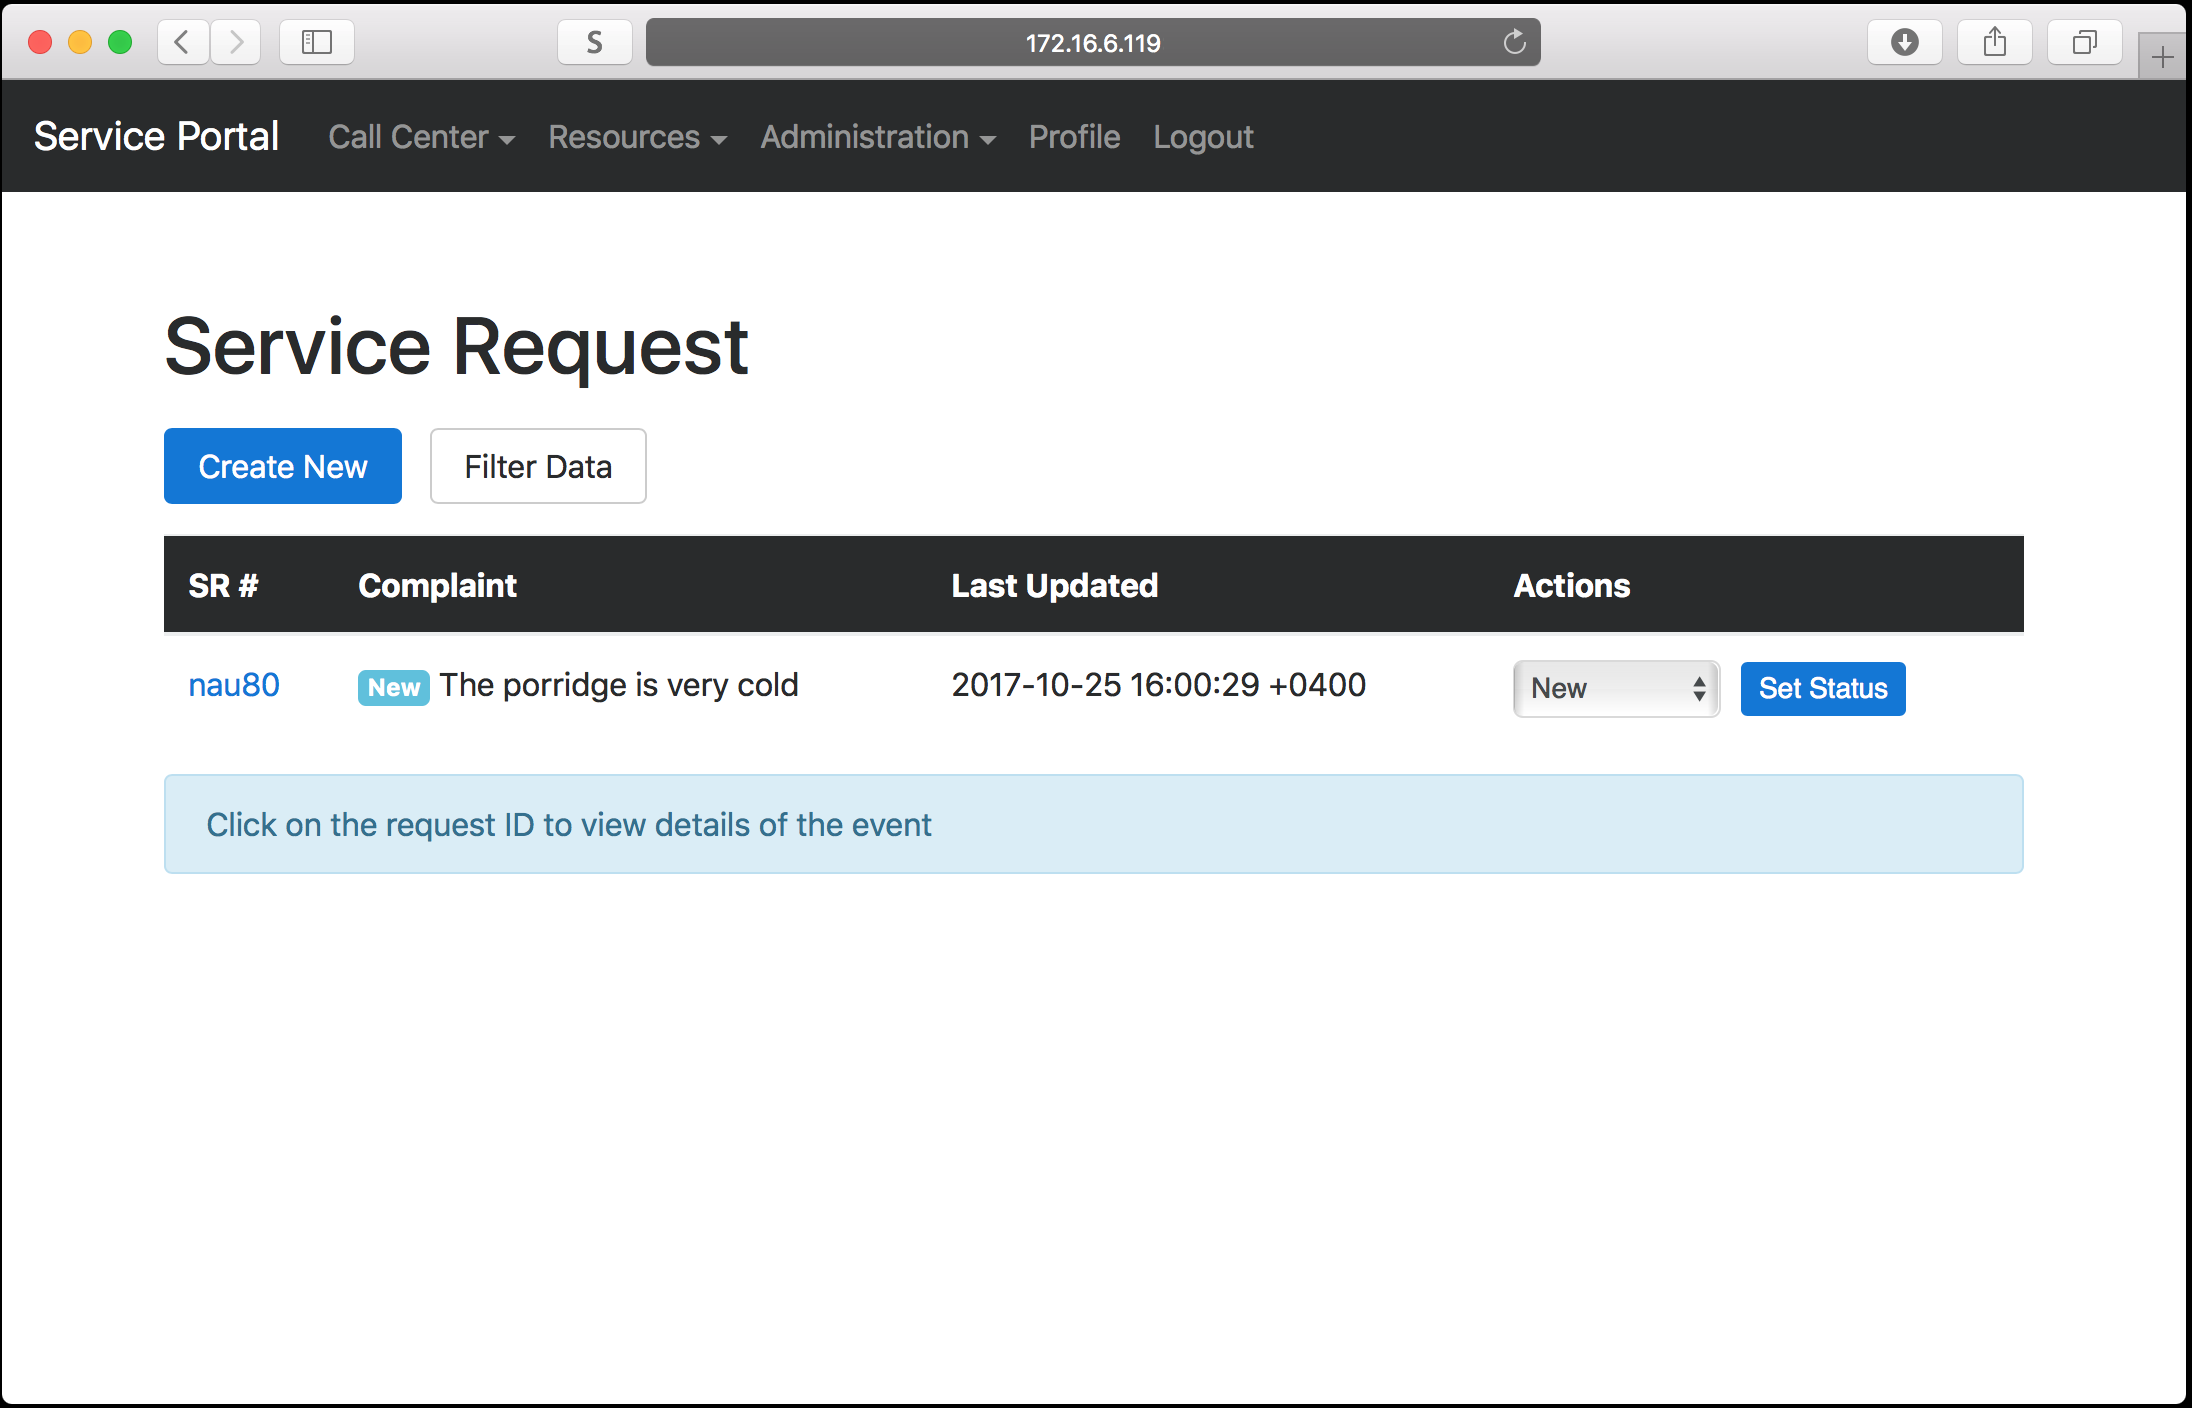 S
172.16.6.119
Service Portal Call Center Resources Administration Profile Logout
Service Request
Create New Filter Data
SR # Complaint Last Updated Actions
nau80 New The porridge is very cold 2017-10-25 16:00:29 +0400 New Set Status
Click on the request ID to view details of the event